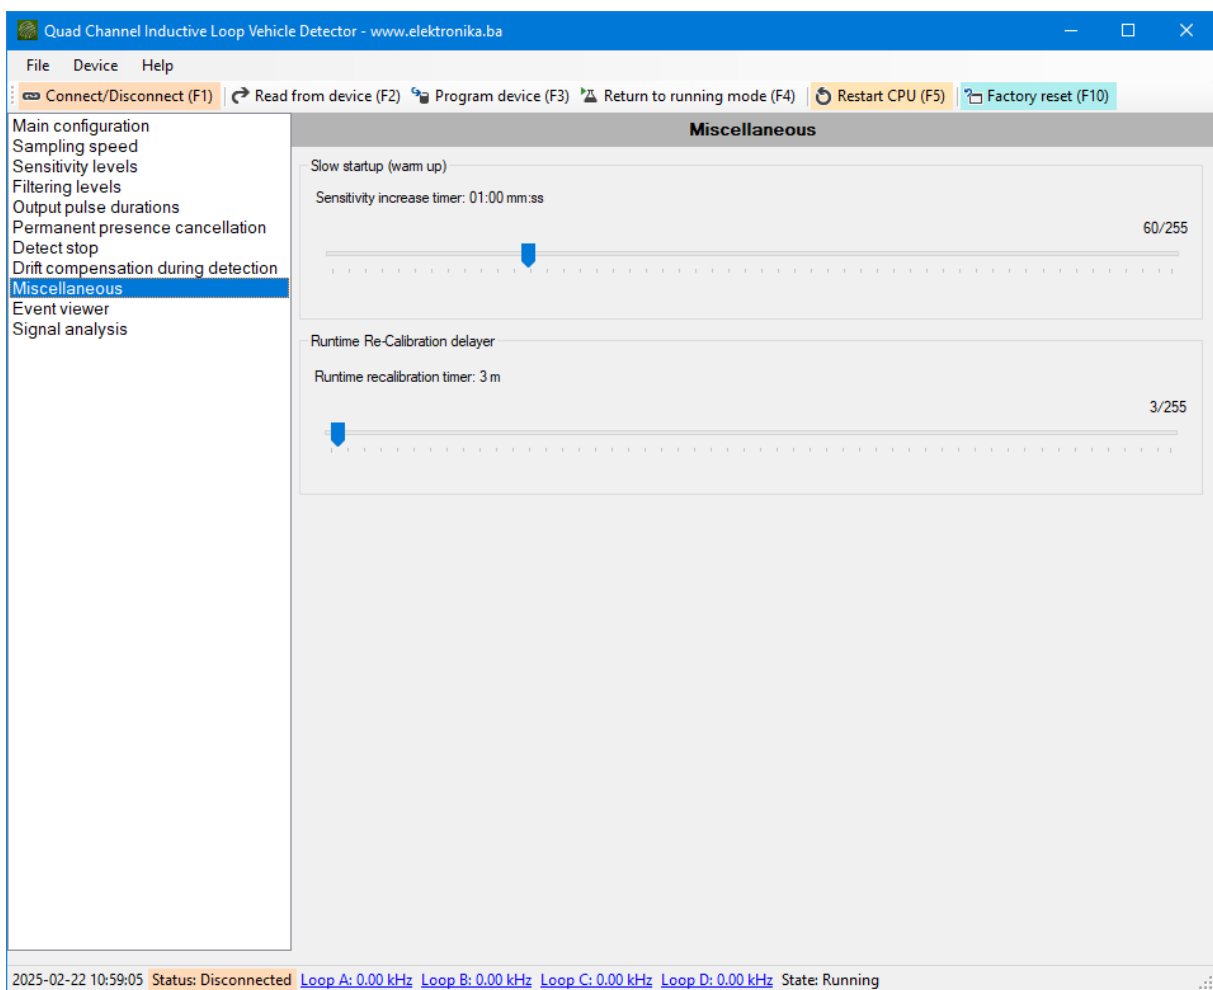 Quad Channel Inductive Loop Vehicle Detector - www.elektronika.ba
File Device Help
Connect/Disconnect (F1) Read from device (F2) Program device (F3) Return to running mode (F4) Restart CPU (F5) Factory reset (F10)
Main configuration
Sampling speed
Sensitivity levels
Filtering levels
Output pulse durations
Permanent presence cancellation
Detect stop
Drift compensation during detection
Miscellaneous
Event viewer
Signal analysis
Miscellaneous
Slow startup (warm up)
Sensitivity increase timer: 01:00 mm:ss
60/255
Runtime Re-Calibration delayer
Runtime recalibration timer: 3 m
3/255
2025-02-22 10:59:05 Status: Disconnected Loop A: 0.00 kHz Loop B: 0.00 kHz Loop C: 0.00 kHz Loop D: 0.00 kHz State: Running